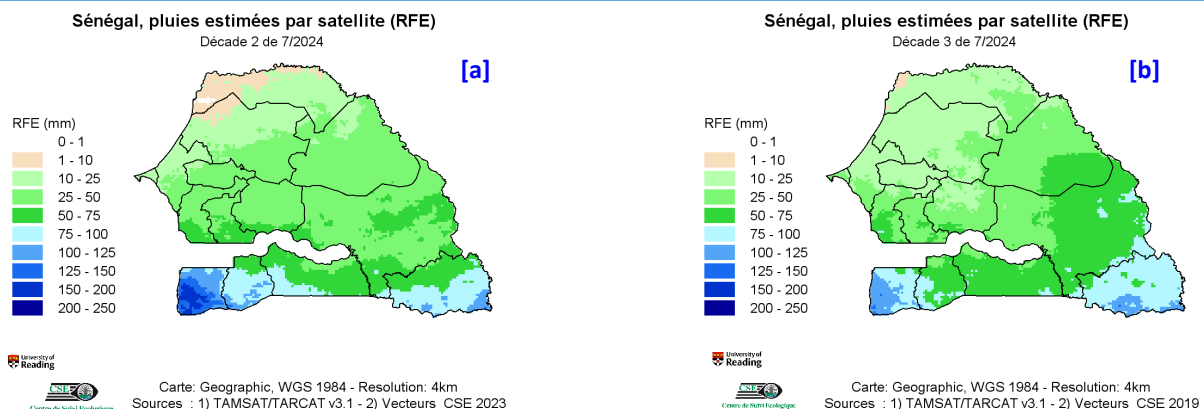 Sénégal, pluies estimées par satellite (RFE)
Décade 2 de 7/2024
[a]
RFE (mm)
0 - 1
1 - 10
10 - 25
25 - 50
50 - 75
75 - 100
100 - 125
125 - 150
150 - 200
200 - 250
University of
Reading
CSE
Centre de Suivi Ecologique
Carte: Geographic, WGS 1984 - Resolution: 4km
Sources : 1) TAMSAT/TARCAT v3.1 - 2) Vecteurs CSE 2023
Sénégal, pluies estimées par satellite (RFE)
Décade 3 de 7/2024
[b]
RFE (mm)
0 - 1
1 - 10
10 - 25
25 - 50
50 - 75
75 - 100
100 - 125
125 - 150
150 - 200
200 - 250
University of
Reading
CSE
Centre de Suivi Ecologique
Carte: Geographic, WGS 1984 - Resolution: 4km
Sources : 1) TAMSAT/TARCAT v3.1 - 2) Vecteurs CSE 2019